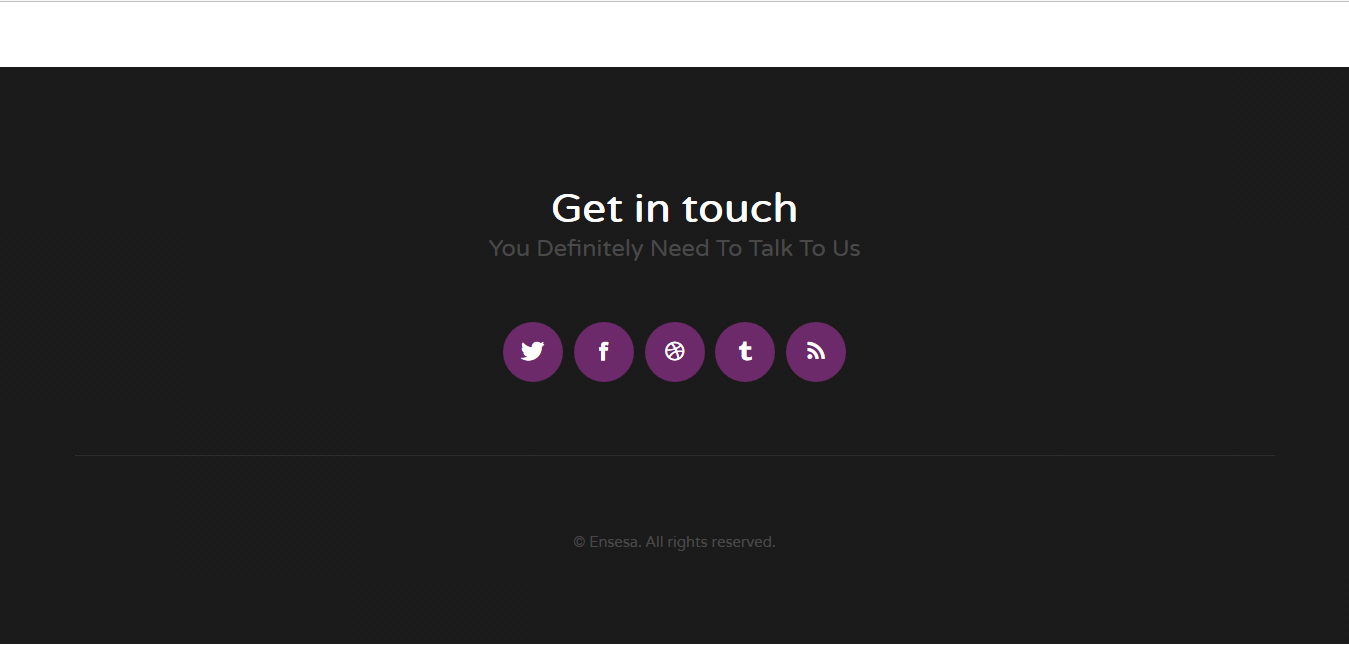 Get in touch
You Definitely Need To Talk To Us
© Ensesa. All rights reserved.